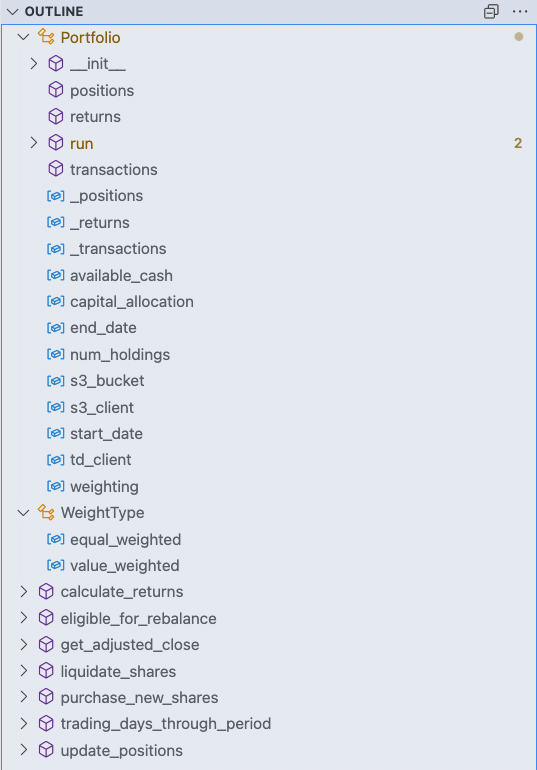 OUTLINE
Portfolio
__init__
positions
returns
run 2
transactions
_positions
_returns
_transactions
available_cash
capital_allocation
end_date
num_holdings
s3_bucket
s3_client
start_date
td_client
weighting
WeightType
equal_weighted
value_weighted
calculate_returns
eligible_for_rebalance
get_adjusted_close
liquidate_shares
purchase_new_shares
trading_days_through_period
update_positions